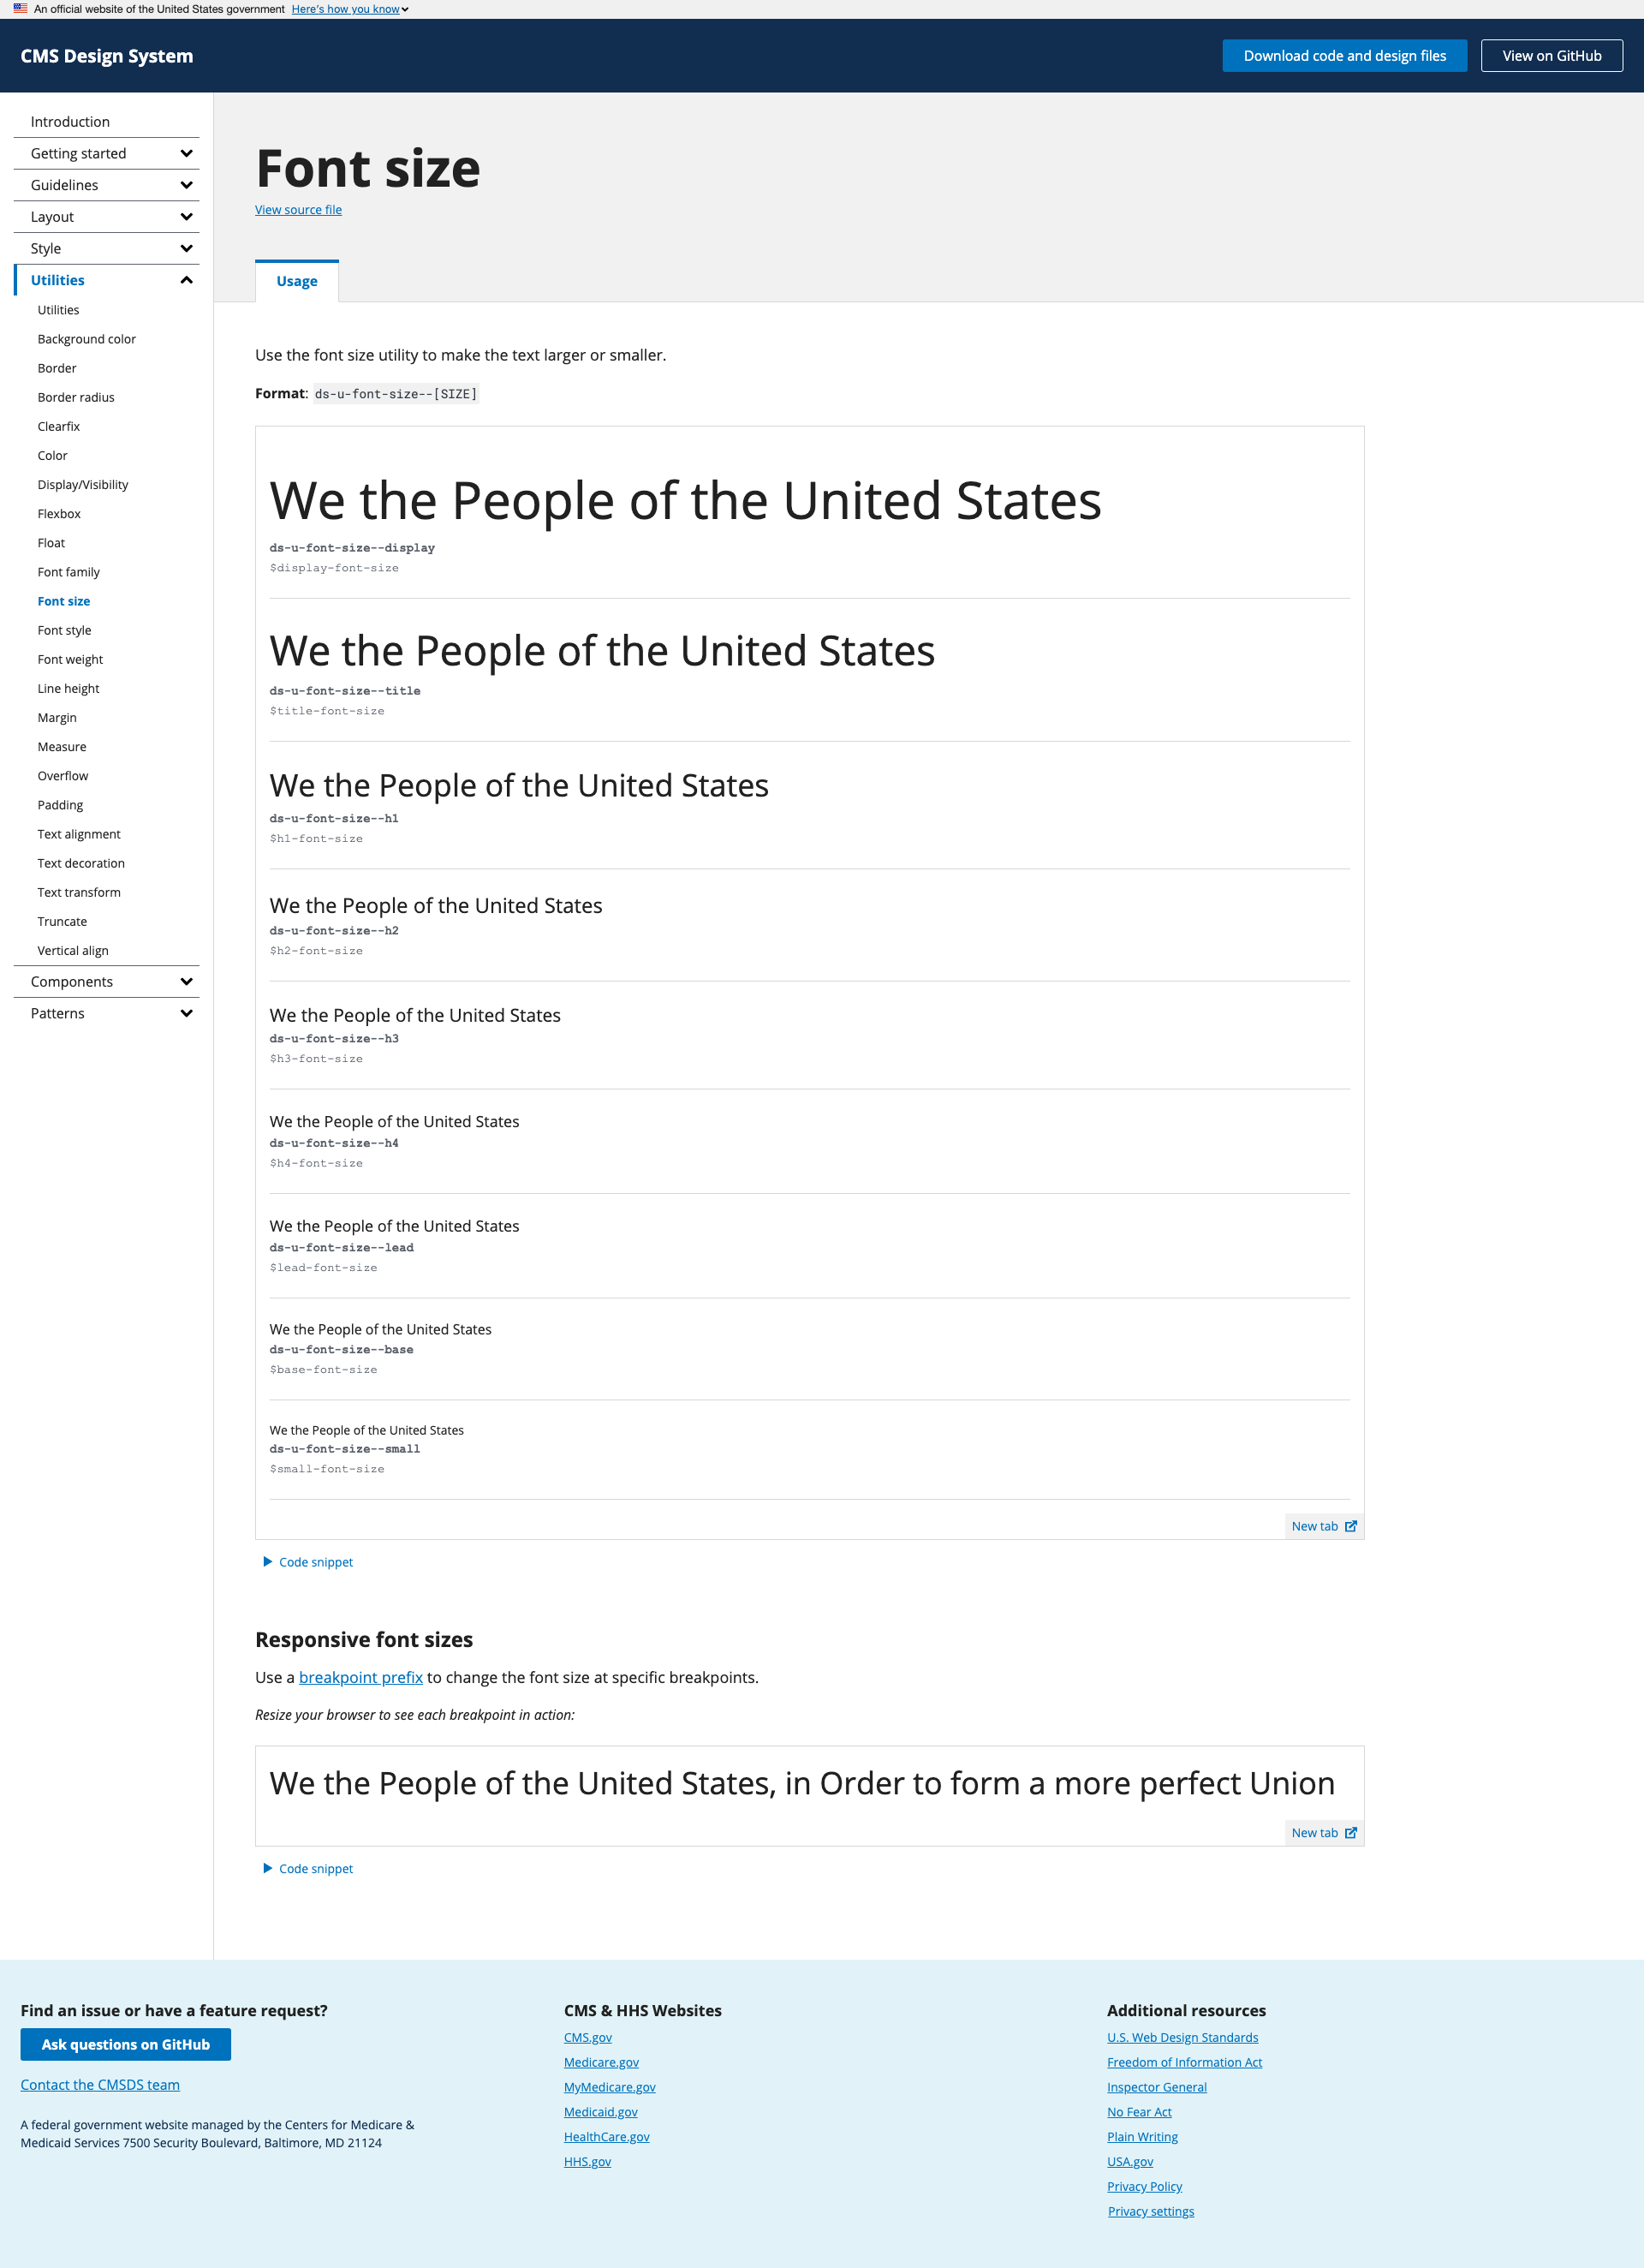 An official website of the United States government Here's how you know
CMS Design System
Download code and design files
View on GitHub
Introduction
Getting started
Guidelines
Layout
Style
Utilities
Utilities
Background color
Border
Border radius
Clearfix
Color
Display/Visibility
Flexbox
Float
Font family
Font size
Font style
Font weight
Line height
Margin
Measure
Overflow
Padding
Text alignment
Text decoration
Text transform
Truncate
Vertical align
Components
Patterns
Font size
View source file
Usage
Use the font size utility to make the text larger or smaller.
Format: ds-u-font-size--[SIZE]
We the People of the United States
ds-u-font-size--display
$display-font-size
We the People of the United States
ds-u-font-size--title
$title-font-size
We the People of the United States
ds-u-font-size--h1
$h1-font-size
We the People of the United States
ds-u-font-size--h2
$h2-font-size
We the People of the United States
ds-u-font-size--h3
$h3-font-size
We the People of the United States
ds-u-font-size--h4
$h4-font-size
We the People of the United States
ds-u-font-size--lead
$lead-font-size
We the People of the United States
ds-u-font-size--base
$base-font-size
We the People of the United States
ds-u-font-size--small
$small-font-size
New tab
Code snippet
Responsive font sizes
Use a breakpoint prefix to change the font size at specific breakpoints.
Resize your browser to see each breakpoint in action:
We the People of the United States, in Order to form a more perfect Union
New tab
Code snippet
Find an issue or have a feature request?
Ask questions on GitHub
Contact the CMSDS team
A federal government website managed by the Centers for Medicare &
Medicaid Services 7500 Security Boulevard, Baltimore, MD 21124
CMS & HHS Websites
CMS.gov
Medicare.gov
MyMedicare.gov
Medicaid.gov
HealthCare.gov
HHS.gov
Additional resources
U.S. Web Design Standards
Freedom of Information Act
Inspector General
No Fear Act
Plain Writing
USA.gov
Privacy Policy
Privacy settings